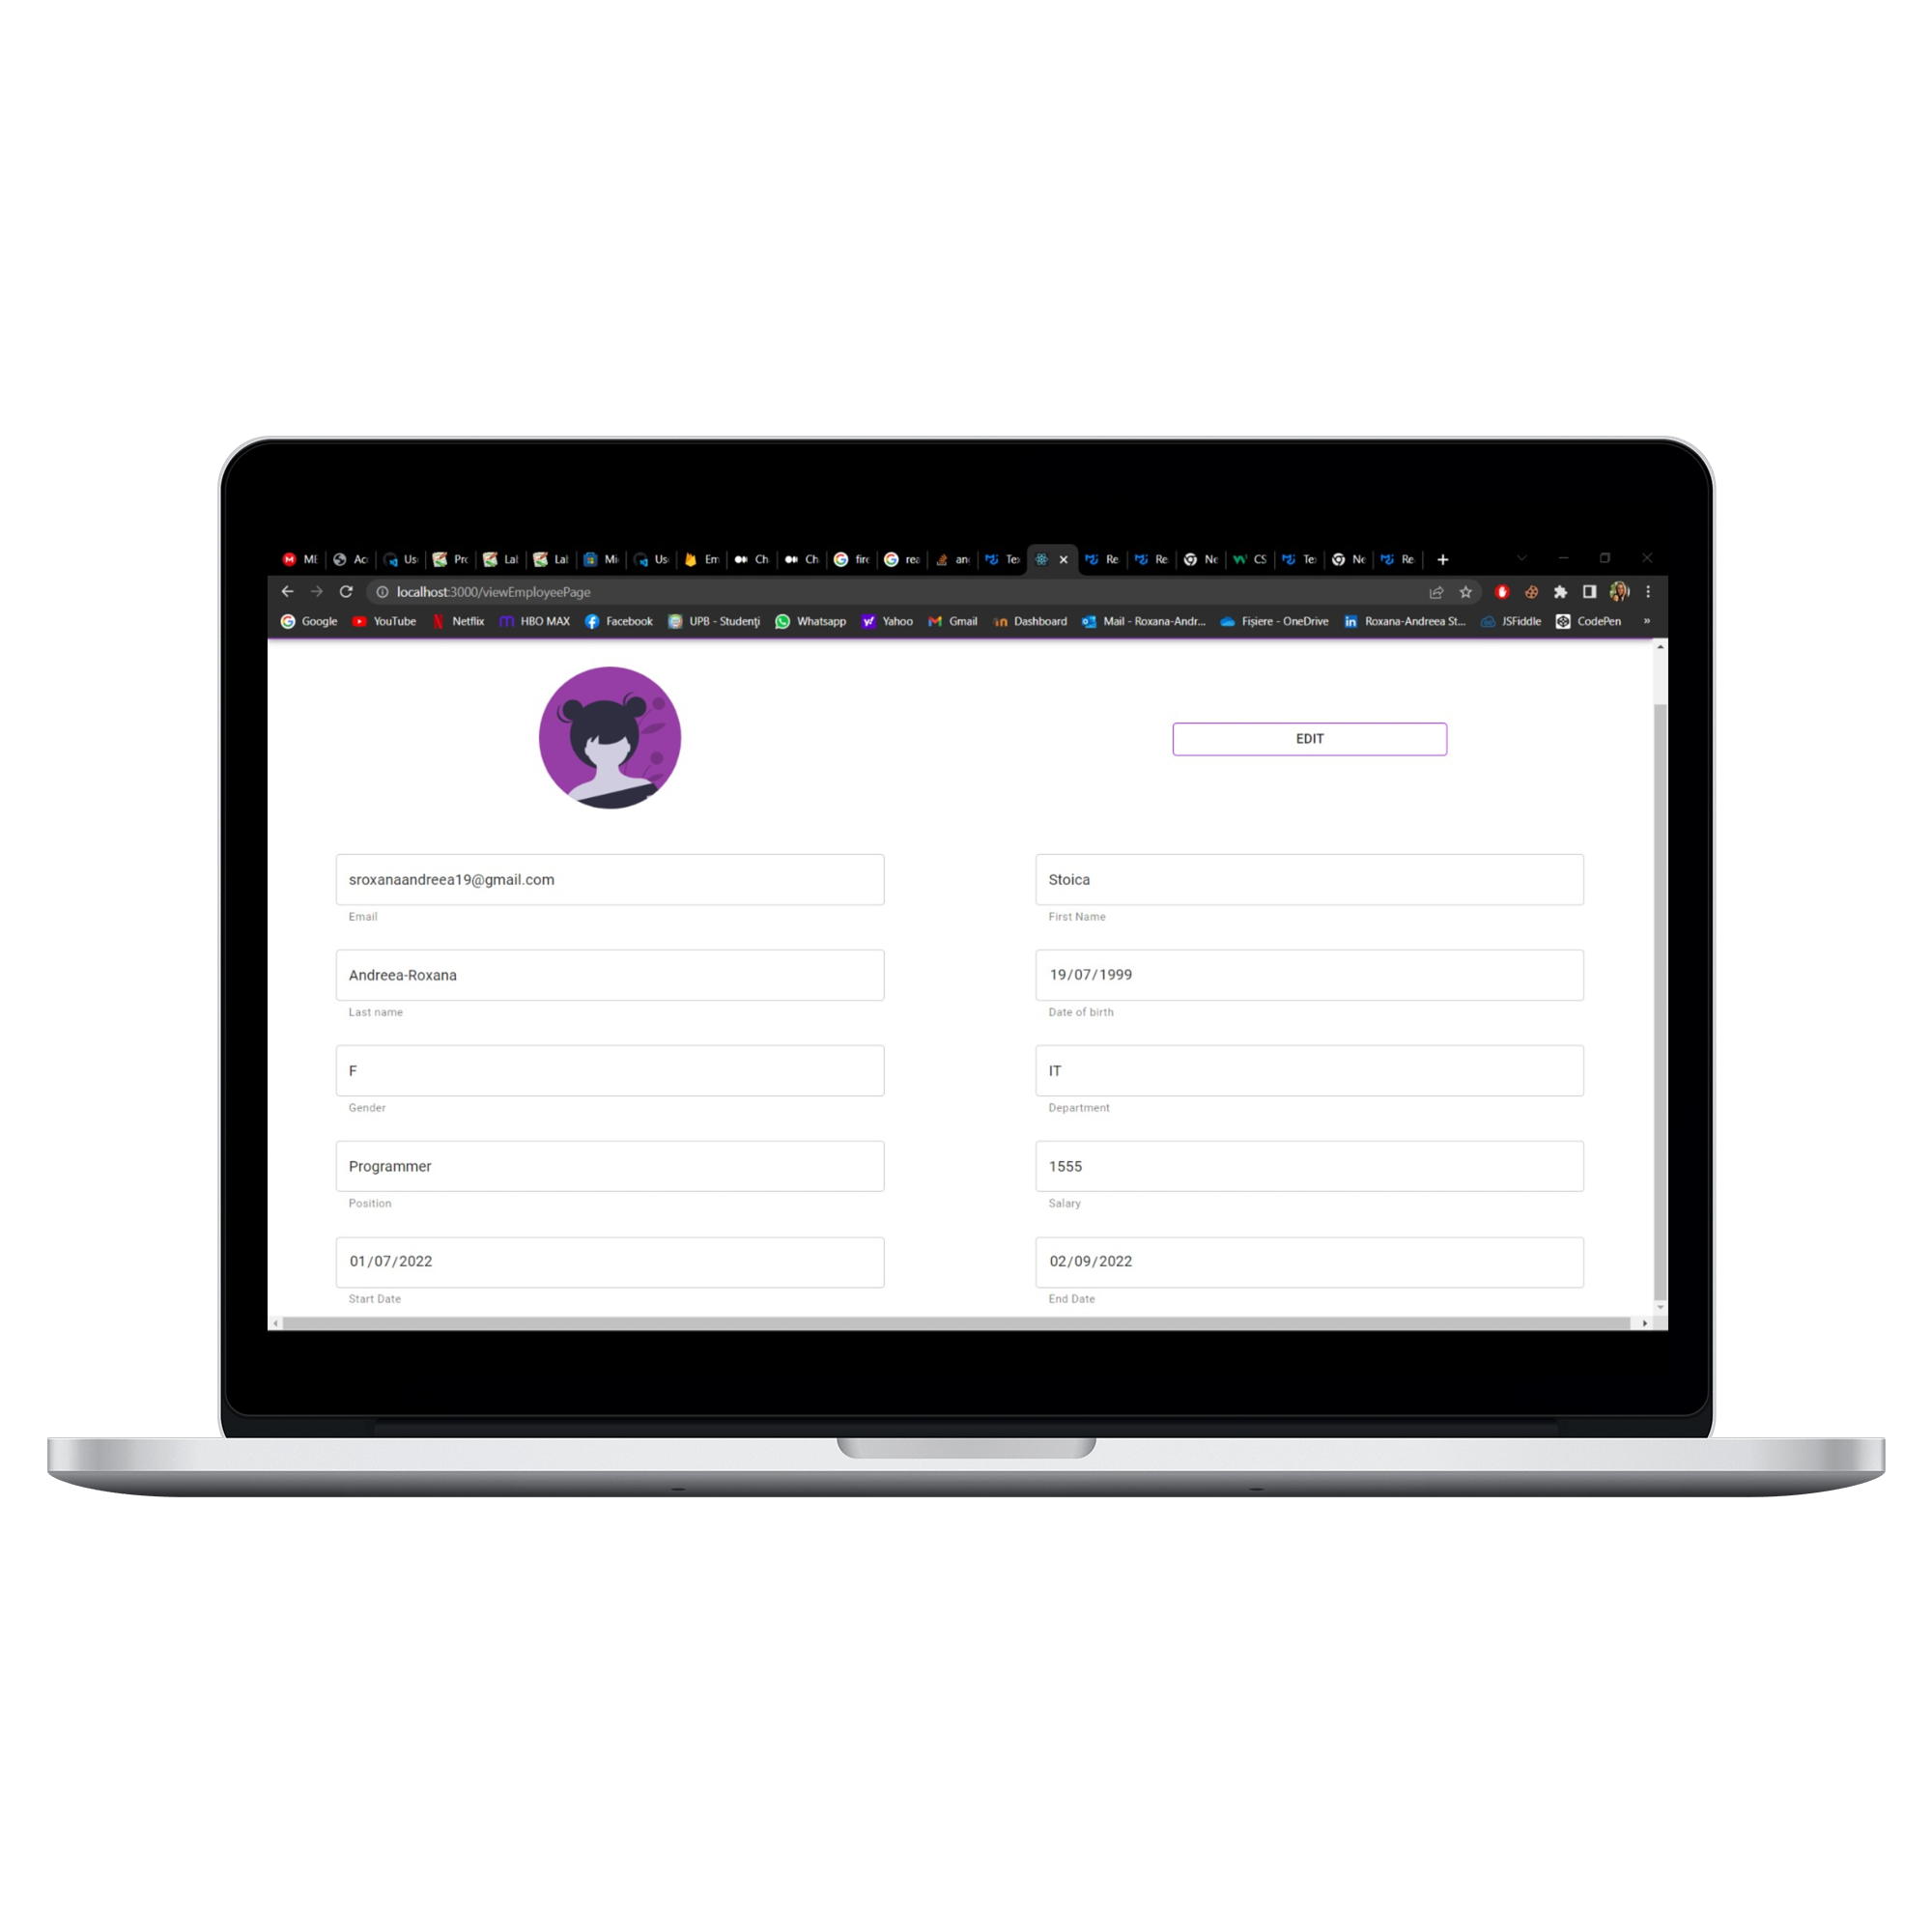 ME Ac Us Pro Lal Lal Mi Us Em Ch Ch fire rea an Te Re Re Ne CS Te Ne Re
localhost:3000/viewEmployeePage
Google YouTube Netflix HBO MAX Facebook UPB - Studenți Whatsapp Yahoo Gmail Dashboard Mail - Roxana-Andr... Fișiere - OneDrive Roxana-Andreea St... JSFiddle CodePen »
EDIT
sroxanaandreea19@gmail.com
Email
Stoica
First Name
Andreea-Roxana
Last name
19/07/1999
Date of birth
F
Gender
IT
Department
Programmer
Position
1555
Salary
01/07/2022
Start Date
02/09/2022
End Date